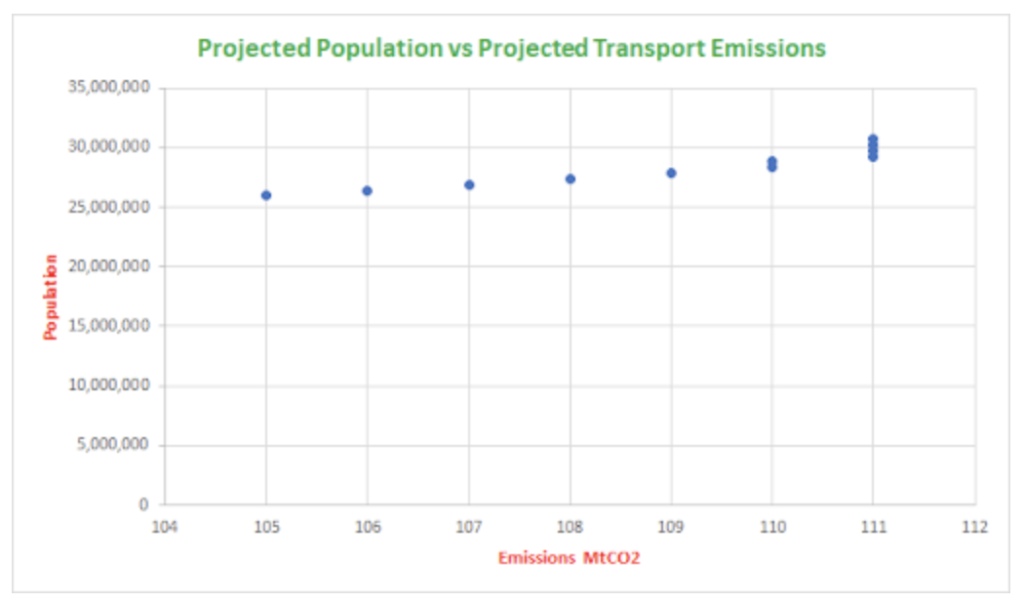 Projected Population vs Projected Transport Emissions
35,000,000
30,000,000
25,000,000
20,000,000
15,000,000
10,000,000
5,000,000
0
Population
104 105 106 107 108 109 110 111 112
Emissions MtCO2